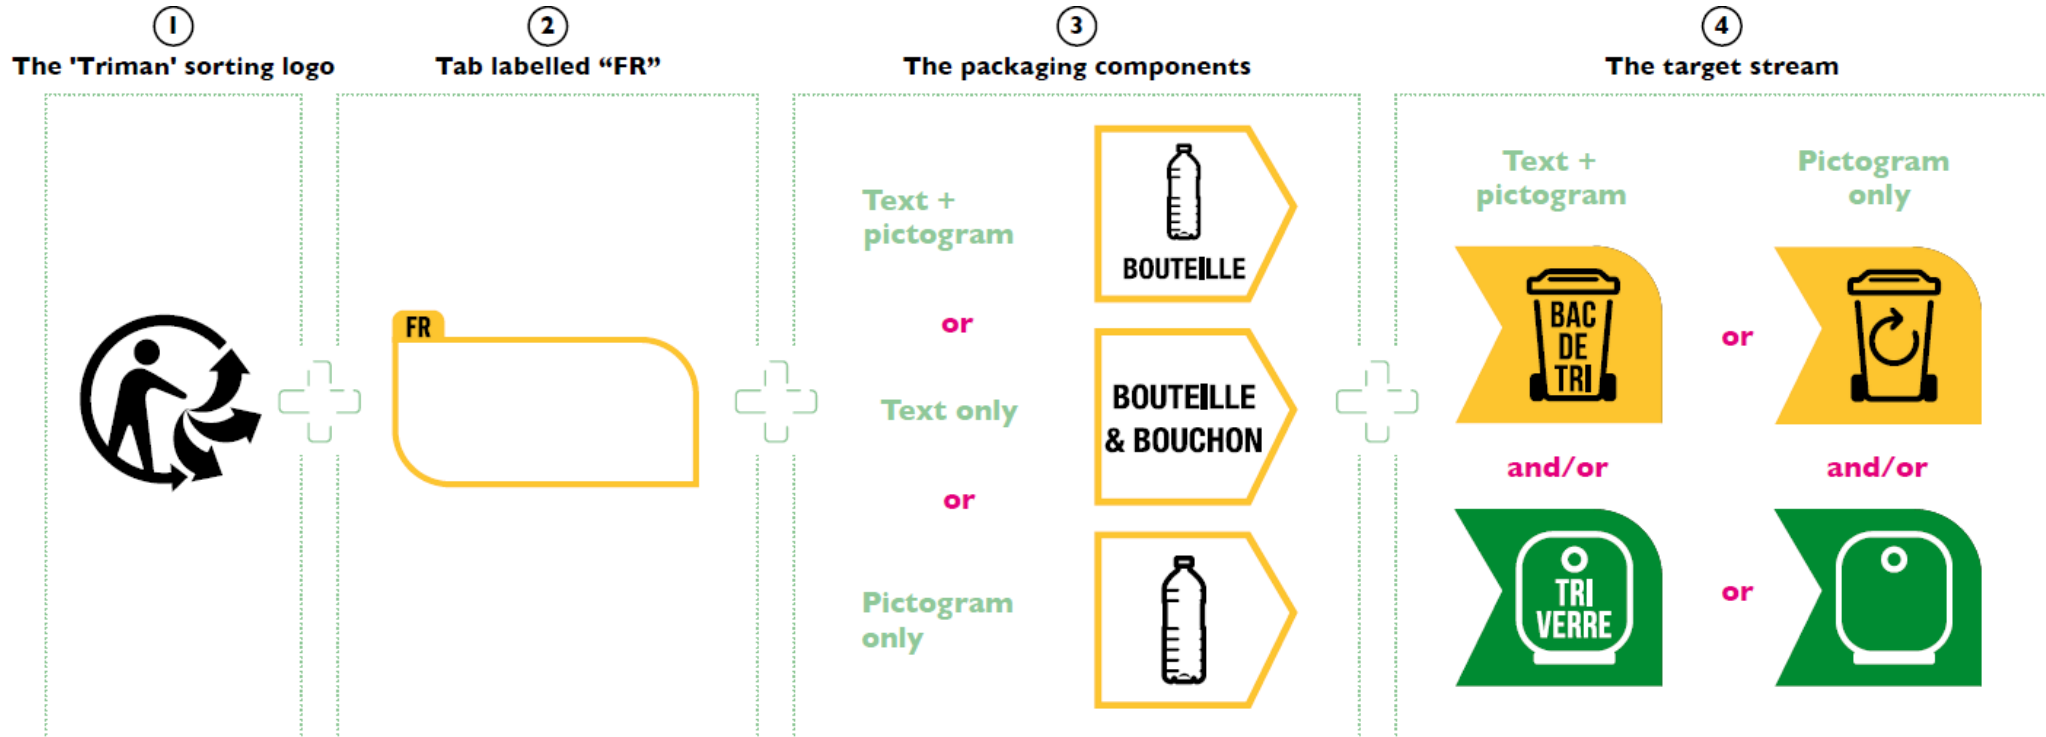 1
The 'Triman' sorting logo
2
Tab labelled “FR”
FR
3
The packaging components
Text +
pictogram
BOUTEILLE
or
Text only
BOUTEILLE
& BOUCHON
or
Pictogram
only
4
The target stream
Text +
pictogram
Pictogram
only
BAC
DE
TRI
or
and/or
and/or
TRI
VERRE
or